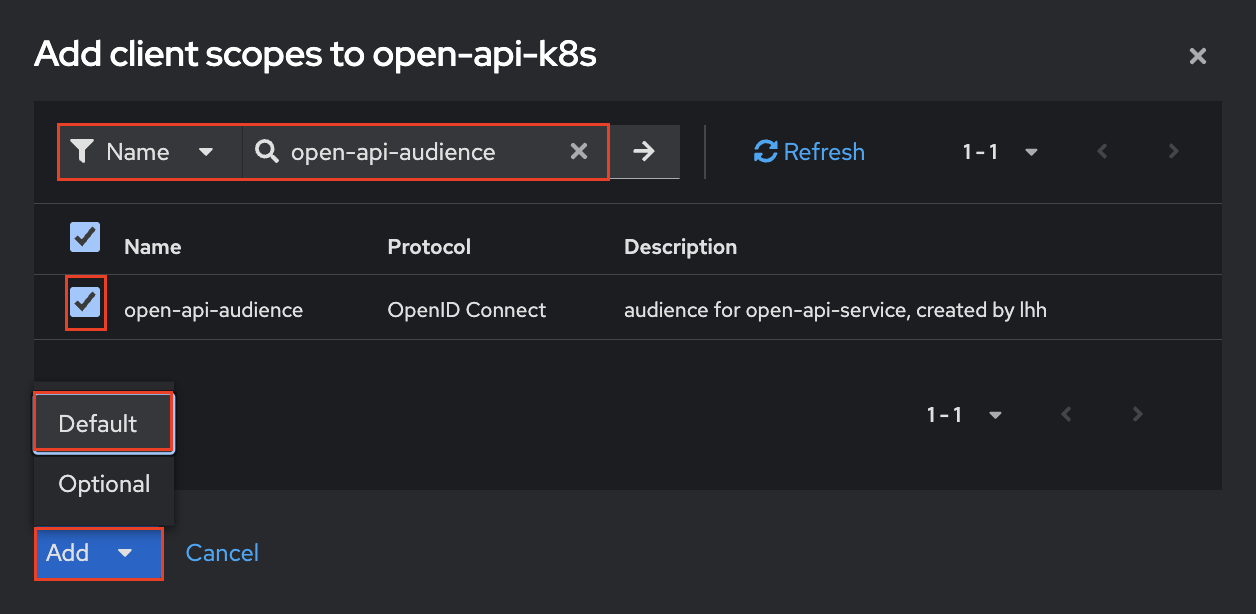 Add client scopes to open-api-k8s
Name open-api-audience Refresh 1 - 1
Name Protocol Description
open-api-audience OpenID Connect audience for open-api-service, created by lhh
Default
1 - 1
Optional
Add Cancel